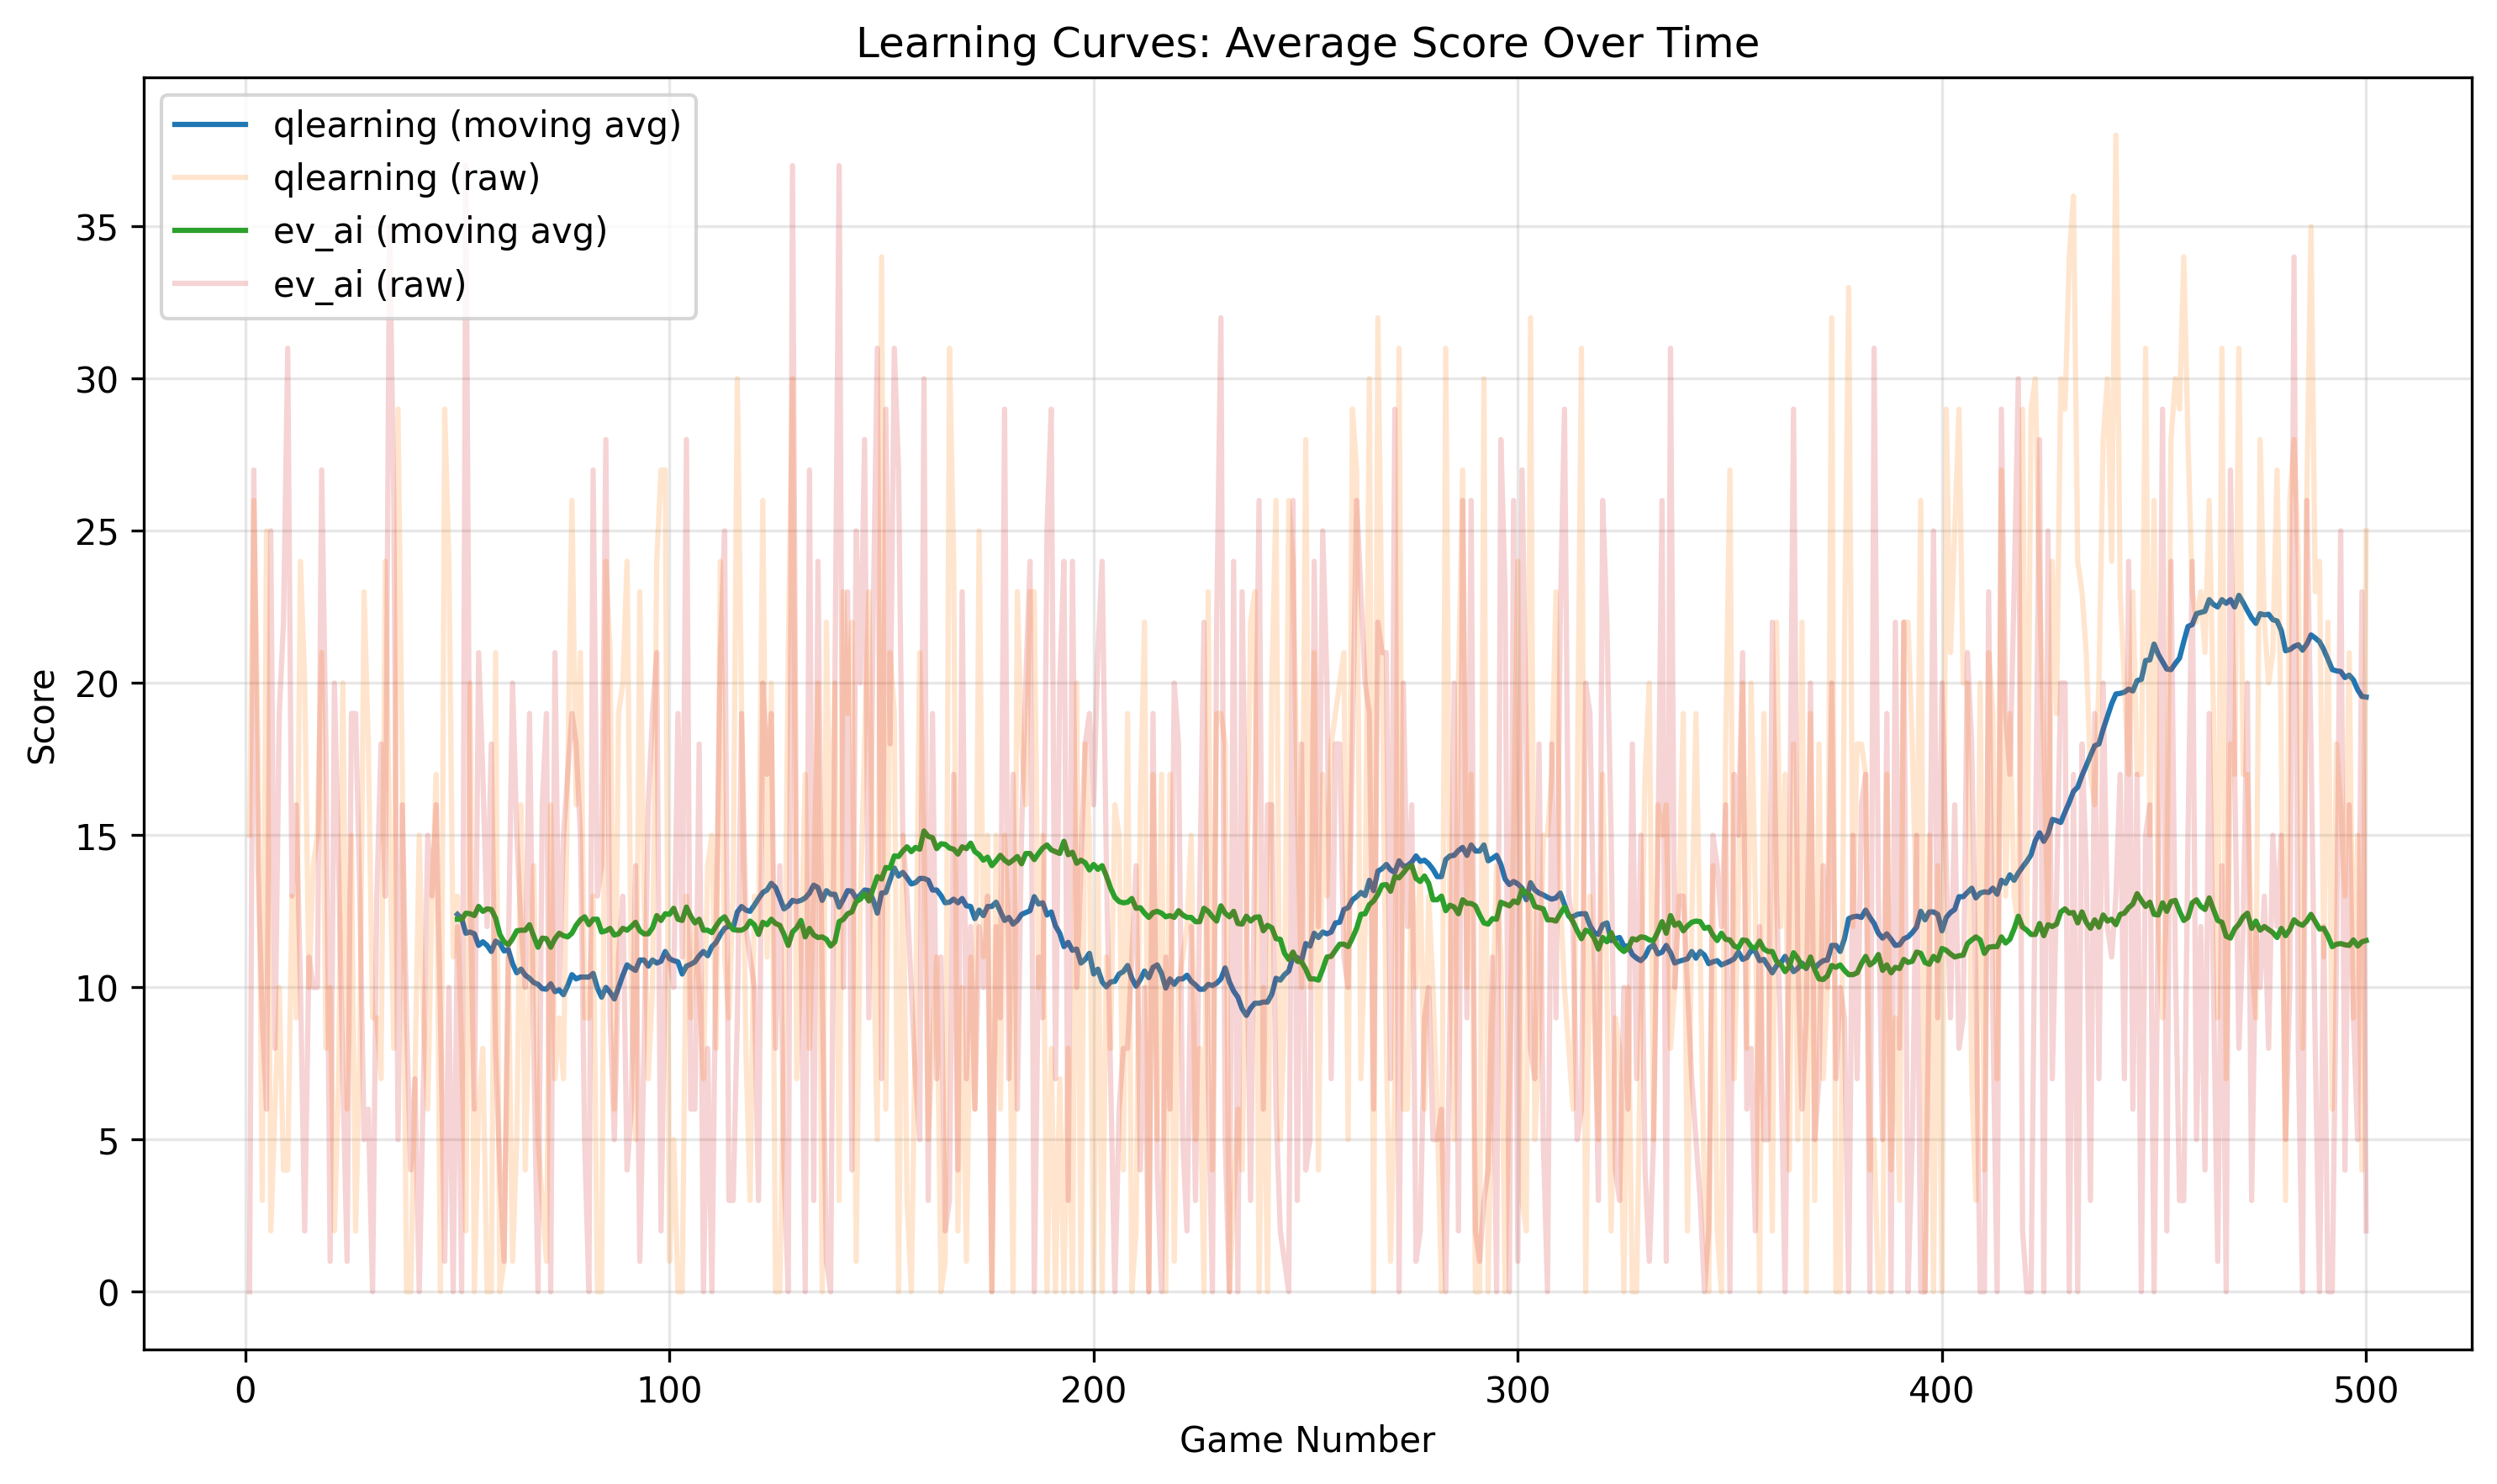 Learning Curves: Average Score Over Time
qlearning (moving avg)
qlearning (raw)
ev_ai (moving avg)
ev_ai (raw)
Score
35
30
25
20
15
10
5
0
0 100 200 300 400 500
Game Number